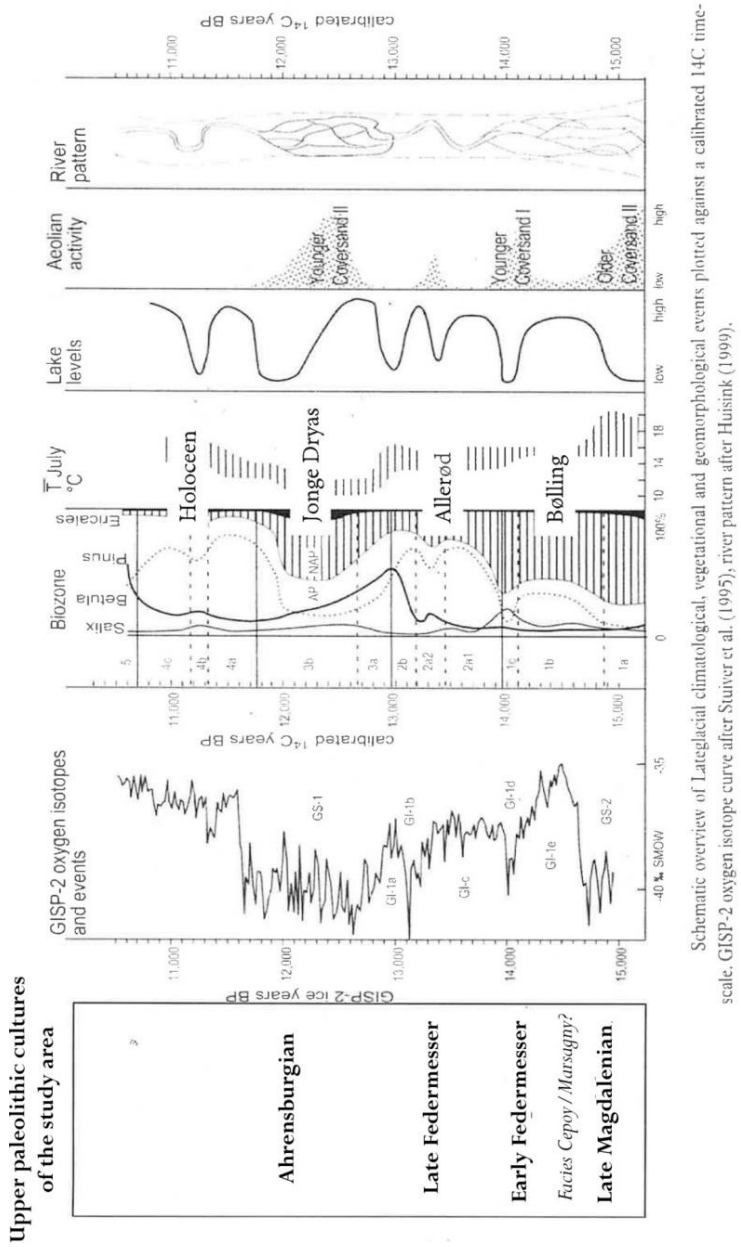 Upper paleolithic cultures
of the study area
Ahrensburgian
Late Federmesser
Early Federmesser
Facies Cepoy/Marsagny?
Late Magdalenian
GISP-2 ice years BP
11,000
12,000
13,000
14,000
15,000
GISP-2 oxygen isotopes
and events
GS-1
GI-1a
GI-1b
GI-c
GI-1d
GI-1e
GS-2
-40 ‰ SMOW
-35
calibrated 14C years BP
11,000
12,000
13,000
14,000
15,000
Biozone
5
4c
4b
4a
3b
3a
2b
2a2
2a1
1c
1b
1a
Salix
Betula
Pinus
Ericales
AP
NAP
0
100%
T July
°C
10
14
18
Holoceen
Jonge Dryas
Allerød
Bølling
Lake
levels
low
high
Aeolian
activity
Younger
Coversand II
Younger
Coversand I
Older
Coversand II
low
high
River
pattern
calibrated 14C years BP
11,000
12,000
13,000
14,000
15,000
Schematic overview of Lateglacial climatological, vegetational and geomorphological events plotted against a calibrated 14C time-
scale. GISP-2 oxygen isotope curve after Stuiver et al. (1995), river pattern after Huisink (1999).